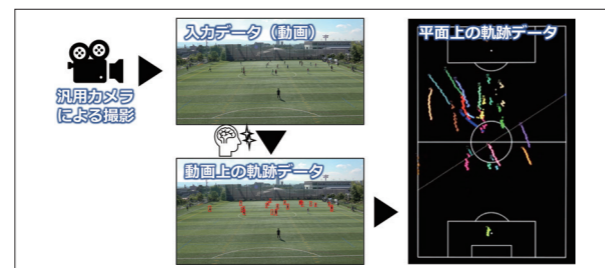 汎用カメラ
による撮影
入力データ（動画）
動画上の軌跡データ
平面上の軌跡データ